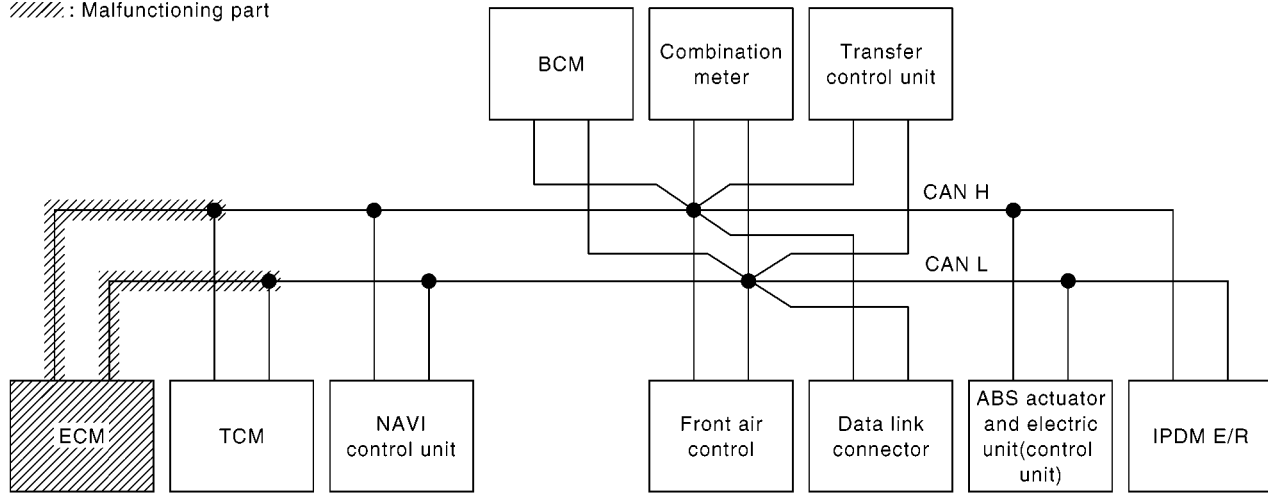 : Malfunctioning part
BCM
Combination
meter
Transfer
control unit
CAN H
CAN L
ECM
TCM
NAVI
control unit
Front air
control
Data link
connector
ABS actuator
and electric
unit(control
unit)
IPDM E/R